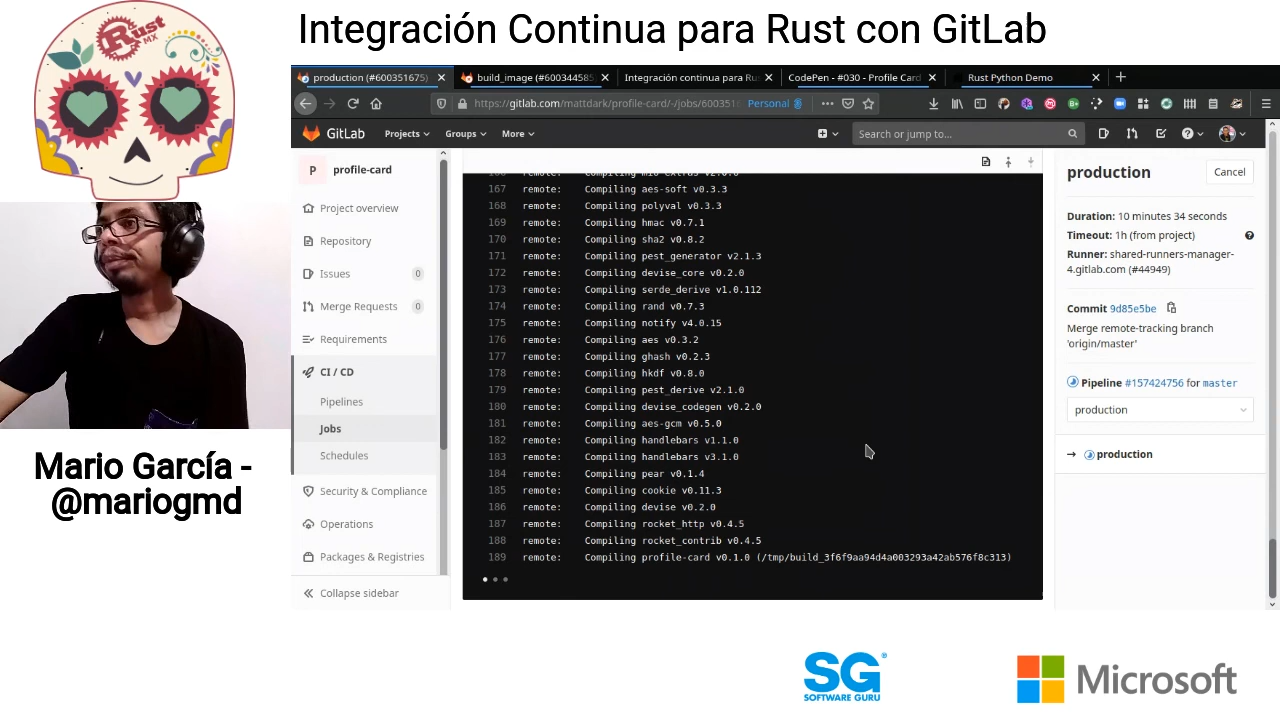 Rust
MX
Integración Continua para Rust con GitLab
production (#600351675)
build_image (#600344585)
Integración continua para Ru
CodePen - #030 - Profile Card
Rust Python Demo
https://gitlab.com/mattdark/profile-card/-/jobs/600351
Personal
GitLab
Projects
Groups
More
Search or jump to...
P
profile-card
Project overview
Repository
Issues 0
Merge Requests 0
Requirements
CI / CD
Pipelines
Jobs
Schedules
Security & Compliance
Operations
Packages & Registries
Collapse sidebar
167 remote: Compiling aes-soft v0.3.3
168 remote: Compiling polyval v0.3.3
169 remote: Compiling hmac v0.7.1
170 remote: Compiling sha2 v0.8.2
171 remote: Compiling pest_generator v2.1.3
172 remote: Compiling devise_core v0.2.0
173 remote: Compiling serde_derive v1.0.112
174 remote: Compiling rand v0.7.3
175 remote: Compiling notify v4.0.15
176 remote: Compiling aes v0.3.2
177 remote: Compiling ghash v0.2.3
178 remote: Compiling hkdf v0.8.0
179 remote: Compiling pest_derive v2.1.0
180 remote: Compiling devise_codegen v0.2.0
181 remote: Compiling aes-gcm v0.5.0
182 remote: Compiling handlebars v1.1.0
183 remote: Compiling handlebars v3.1.0
184 remote: Compiling pear v0.1.4
185 remote: Compiling cookie v0.11.3
186 remote: Compiling devise v0.2.0
187 remote: Compiling rocket_http v0.4.5
188 remote: Compiling rocket_contrib v0.4.5
189 remote: Compiling profile-card v0.1.0 (/tmp/build_3f6f9aa94d4a003293a42ab576f8c313)
production
Cancel
Duration: 10 minutes 34 seconds
Timeout: 1h (from project)
Runner: shared-runners-manager-
4.gitlab.com (#44949)
Commit 9d85e5be
Merge remote-tracking branch
'origin/master'
Pipeline #157424756 for master
production
→ production
Mario García -
@mariogmd
SG
SOFTWARE GURU
Microsoft